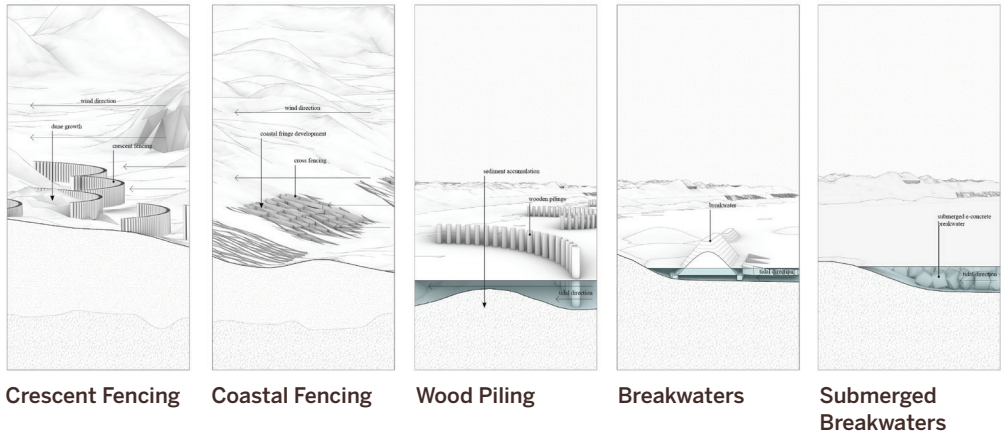 wind direction
dune growth
crescent fencing
Crescent Fencing
wind direction
coastal fringe development
cross fencing
Coastal Fencing
sediment accumulation
wooden pilings
tidal direction
Wood Piling
breakwater
tidal direction
Breakwaters
submerged e-concrete
breakwater
tidal direction
Submerged
Breakwaters